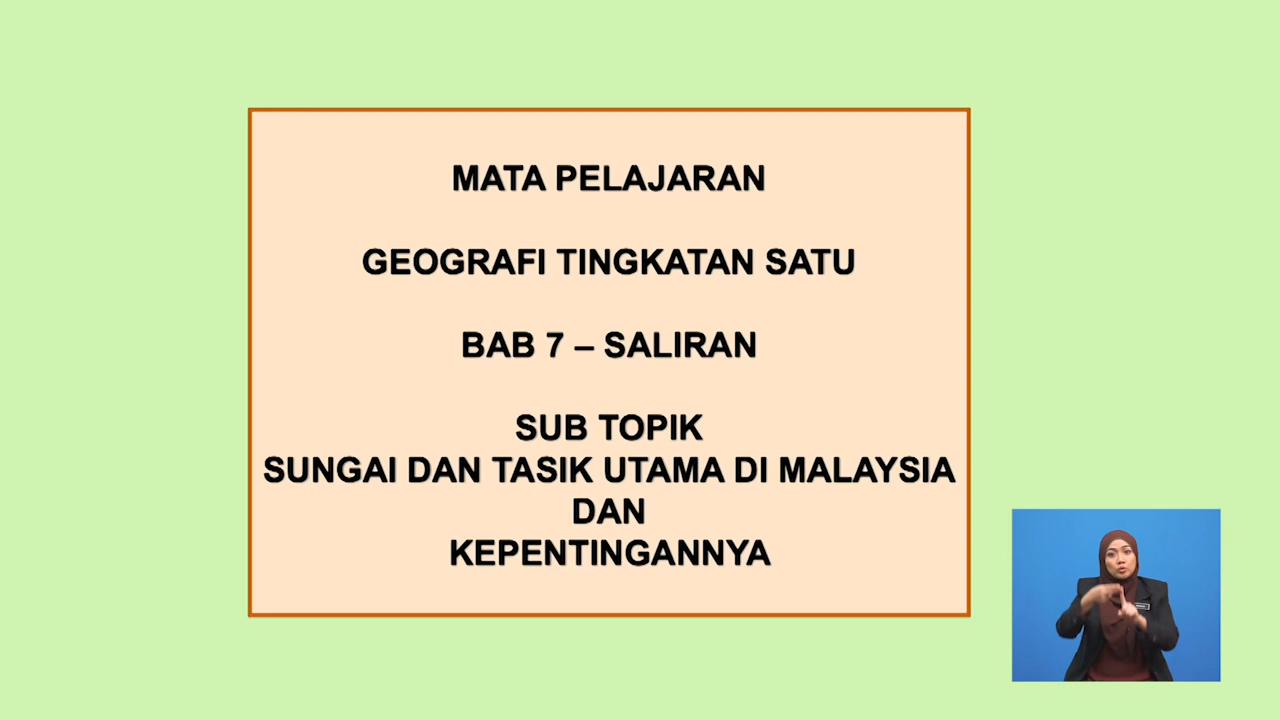 MATA PELAJARAN
GEOGRAFI TINGKATAN SATU
BAB 7 – SALIRAN
SUB TOPIK
SUNGAI DAN TASIK UTAMA DI MALAYSIA
DAN
KEPENTINGANNYA